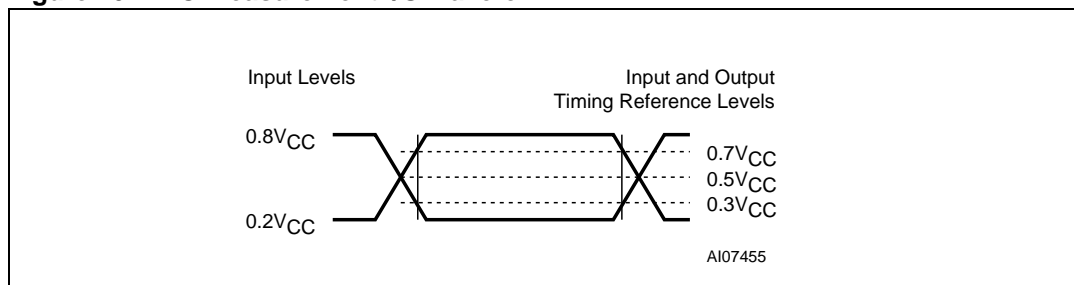 Input Levels
Input and Output
Timing Reference Levels
0.8VCC
0.7VCC
0.5VCC
0.3VCC
0.2VCC
AI07455